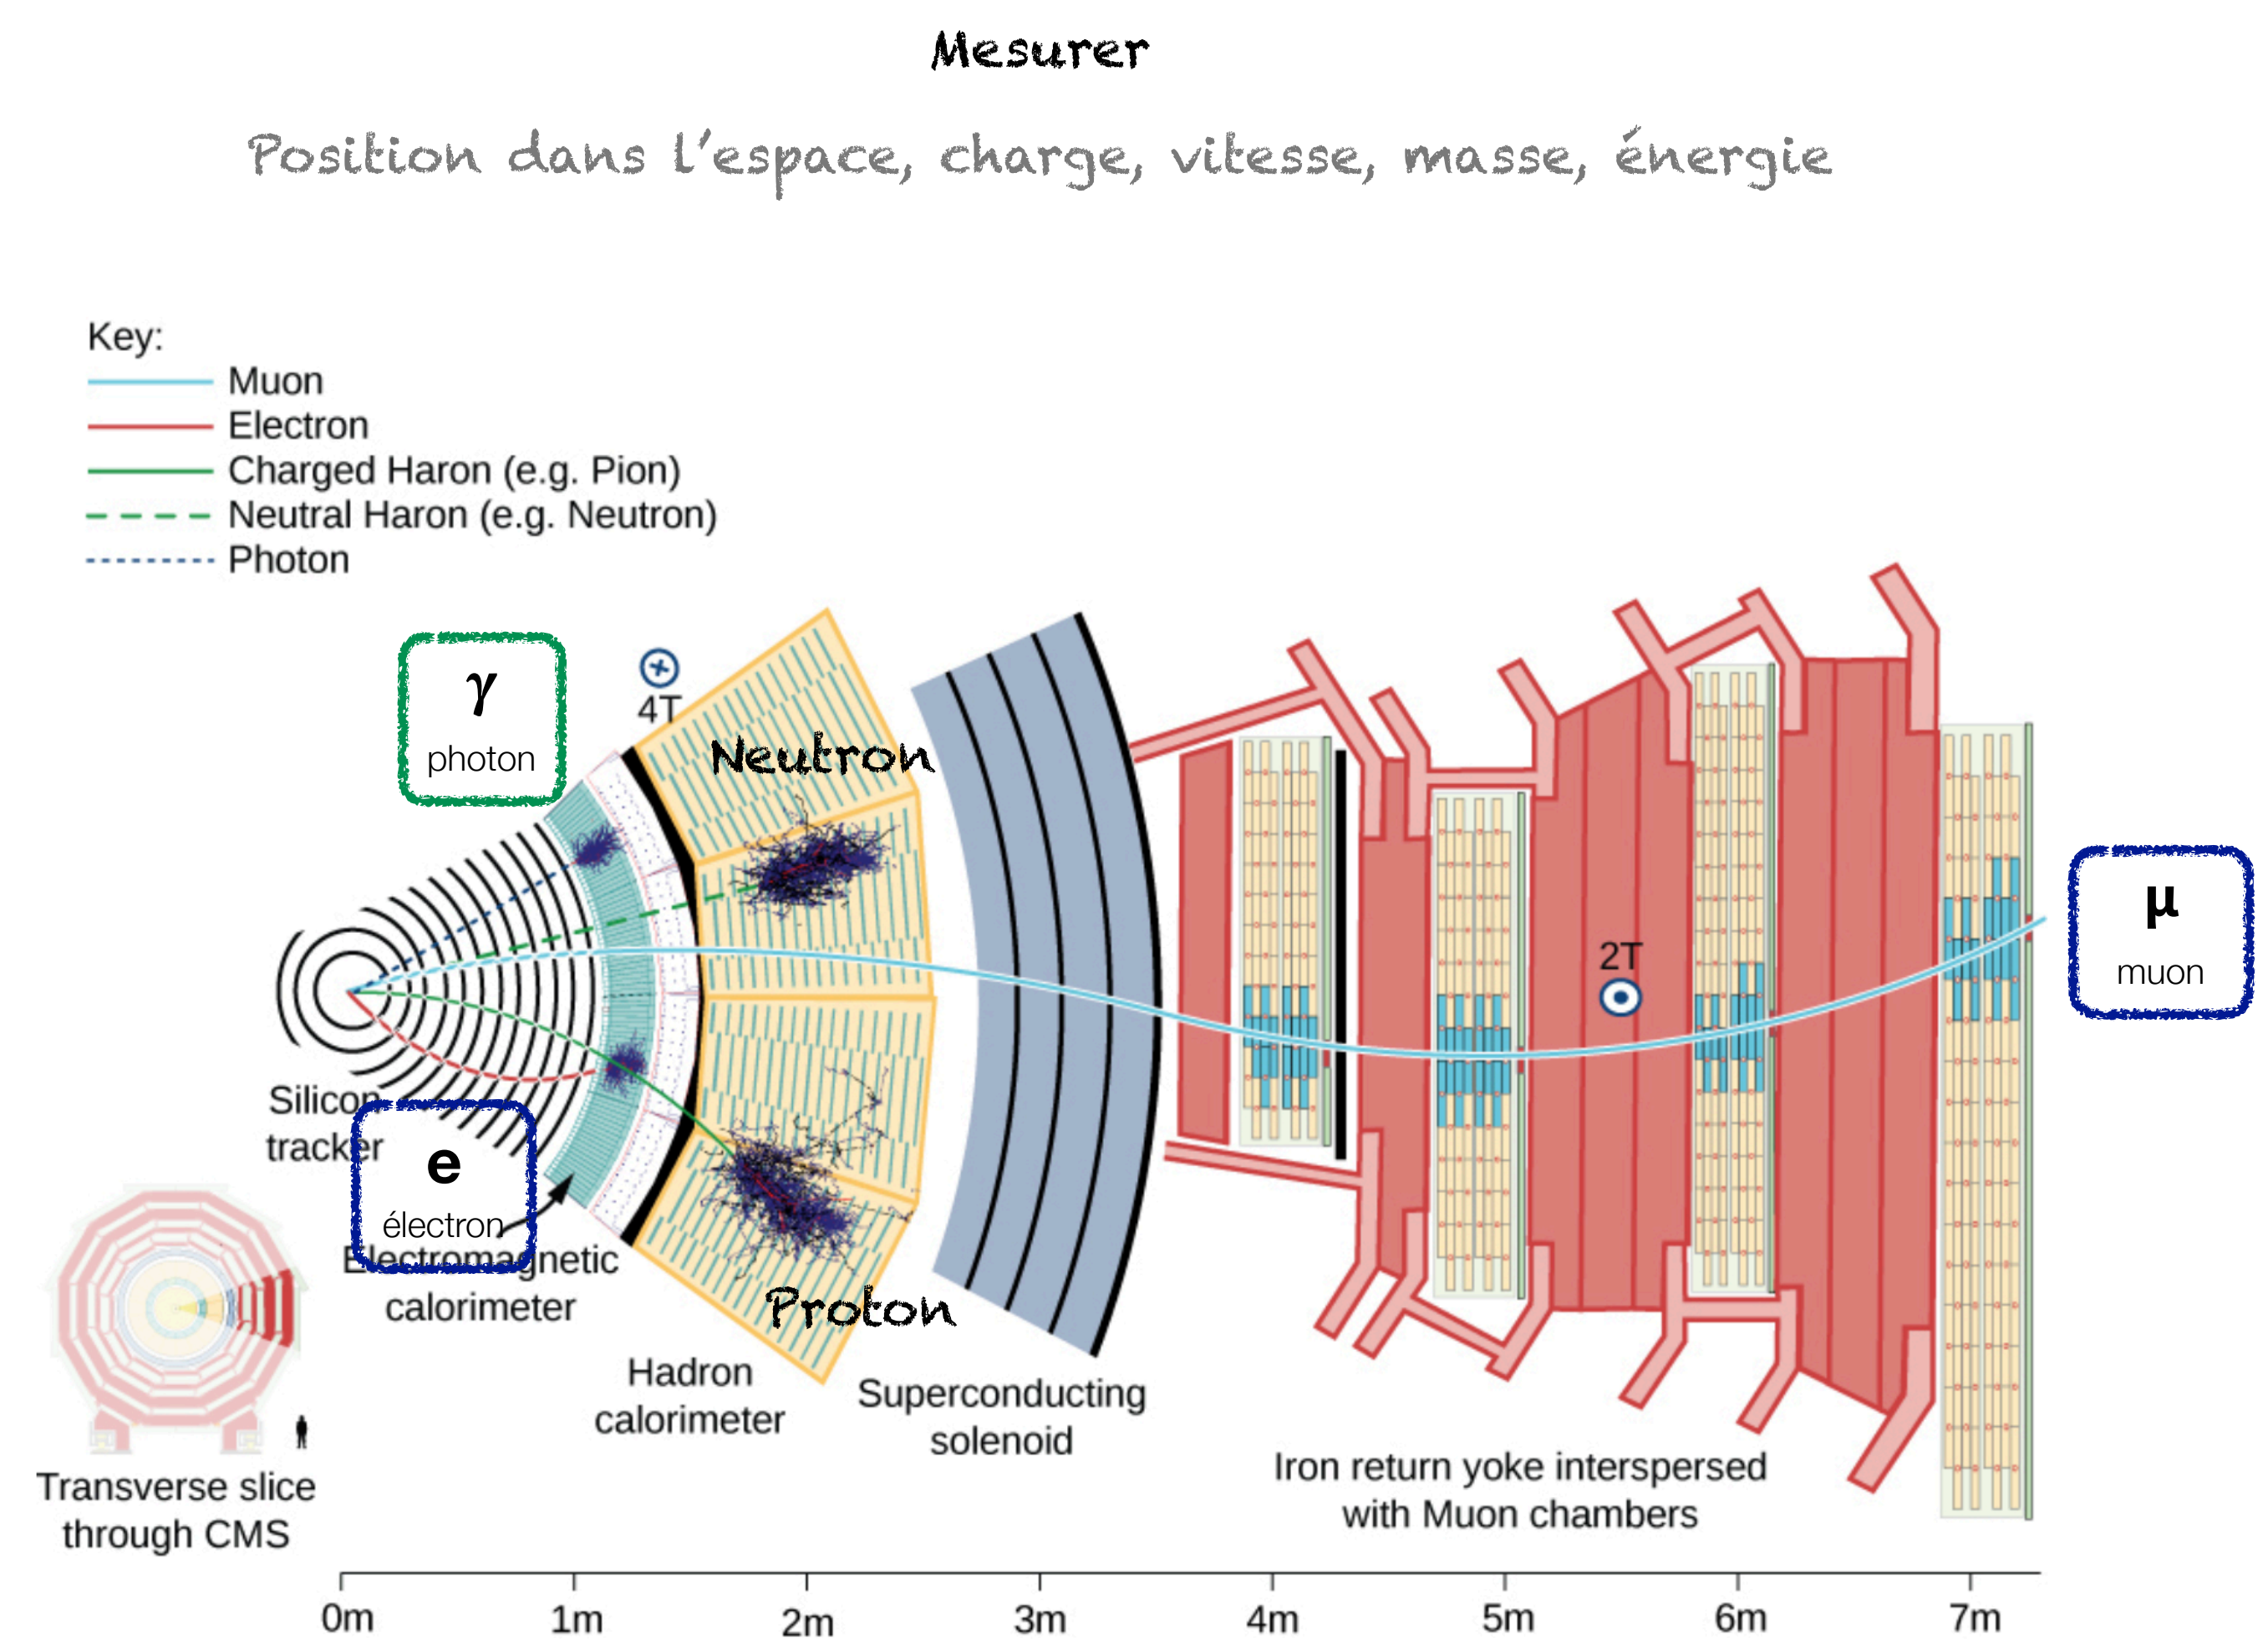 Mesurer
Position dans l'espace, charge, vitesse, masse, énergie
Key:
Muon
Electron
Charged Haron (e.g. Pion)
Neutral Haron (e.g. Neutron)
Photon
γ
photon
4T
Neutron
2T
μ
muon
Silicon
tracker
e
électron
Electromagnetic
calorimeter
Proton
Hadron
calorimeter
Superconducting
solenoid
Iron return yoke interspersed
with Muon chambers
Transverse slice
through CMS
0m 1m 2m 3m 4m 5m 6m 7m